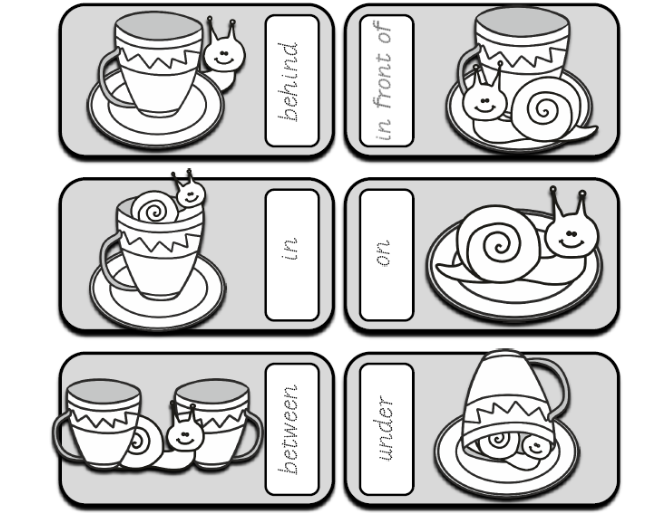 behind
in front of
in
on
between
under